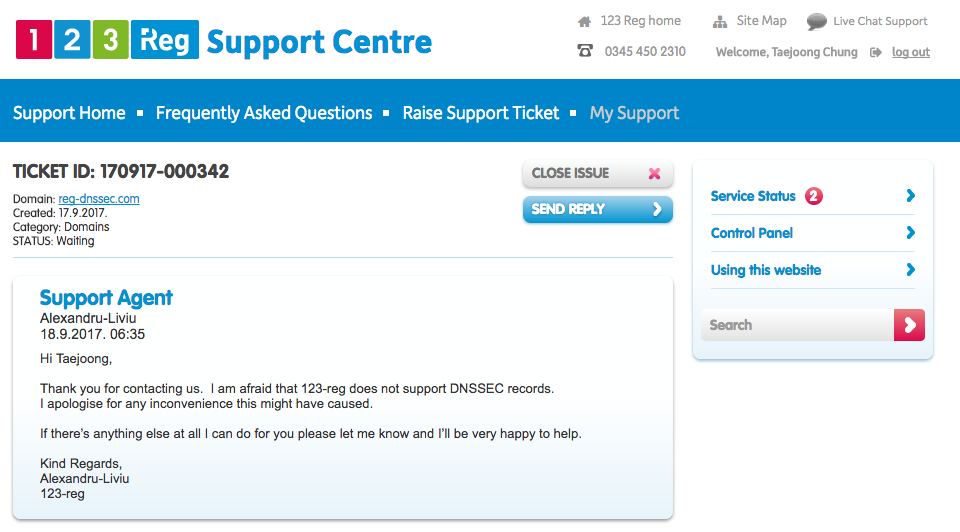 1 2 3 Reg Support Centre
123 Reg home
Site Map
Live Chat Support
0345 450 2310
Welcome, Taejoong Chung
log out
Support Home ▪ Frequently Asked Questions ▪ Raise Support Ticket ▪ My Support
TICKET ID: 170917-000342
Domain: reg-dnssec.com
Created: 17.9.2017.
Category: Domains
STATUS: Waiting
CLOSE ISSUE
SEND REPLY
Support Agent
Alexandru-Liviu
18.9.2017. 06:35
Hi Taejoong,
Thank you for contacting us.  I am afraid that 123-reg does not support DNSSEC records.
I apologise for any inconvenience this might have caused.
If there's anything else at all I can do for you please let me know and I'll be very happy to help.
Kind Regards,
Alexandru-Liviu
123-reg
Service Status 2
Control Panel
Using this website
Search